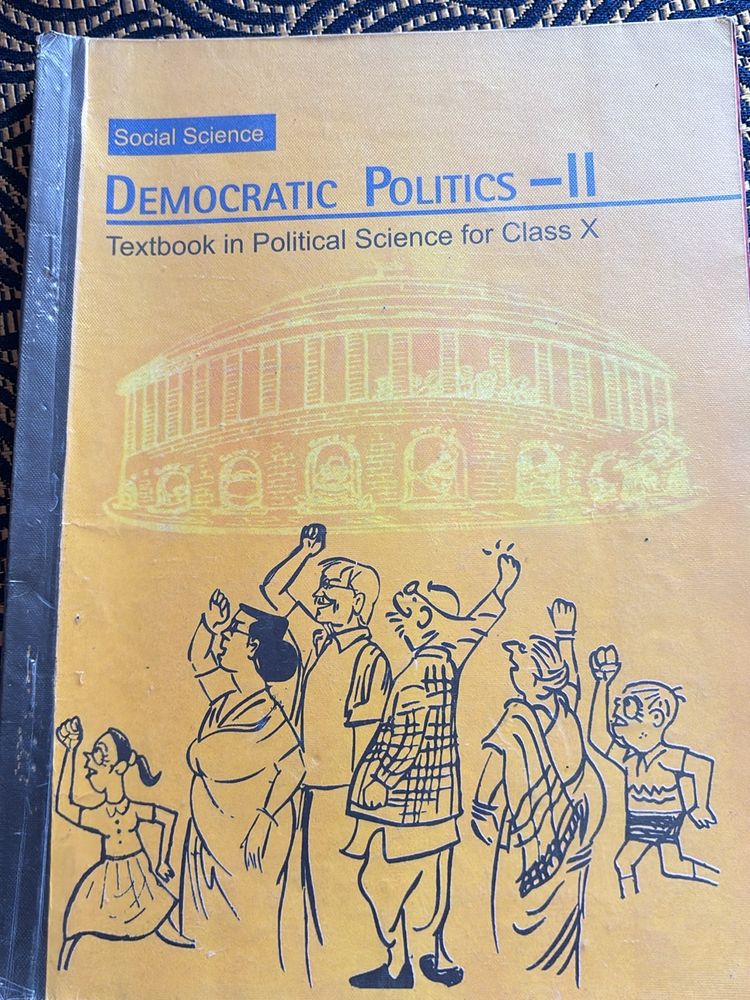 Social Science
DEMOCRATIC POLITICS –II
Textbook in Political Science for Class X